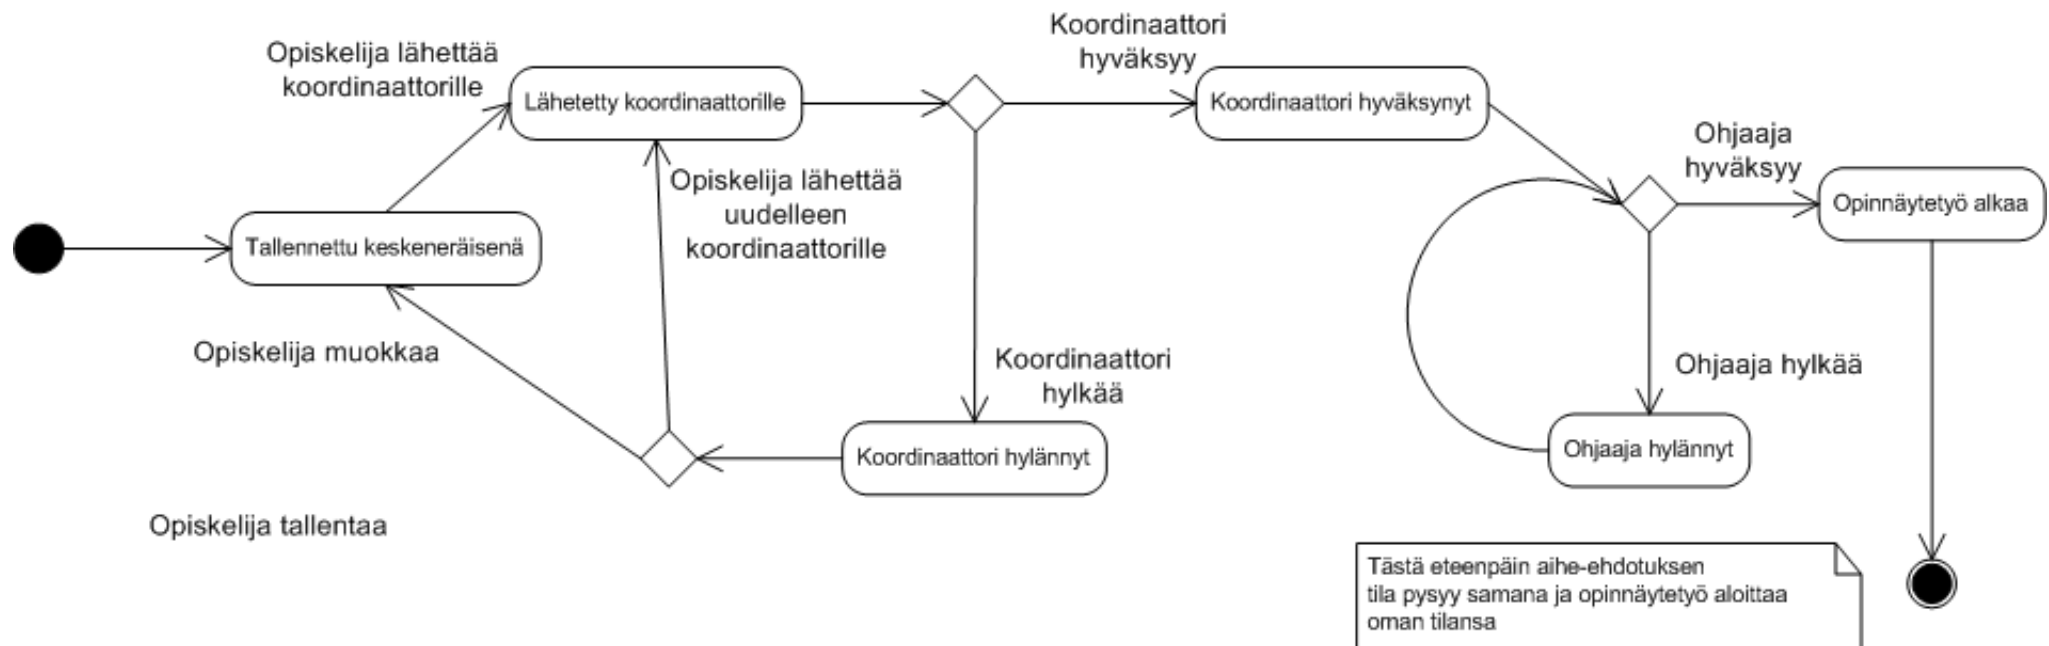 Opiskelija lähettää
koordinaattorille
Lähetetty koordinaattorille
Koordinaattori
hyväksyy
Koordinaattori hyväksynyt
Ohjaaja
hyväksyy
Opinnäytetyö alkaa
Opiskelija lähettää
uudelleen
koordinaattorille
Tallennettu keskeneräisenä
Opiskelija muokkaa
Koordinaattori
hylkää
Ohjaaja hylkää
Koordinaattori hylännyt
Ohjaaja hylännyt
Opiskelija tallentaa
Tästä eteenpäin aihe-ehdotuksen
tila pysyy samana ja opinnäytetyö aloittaa
oman tilansa